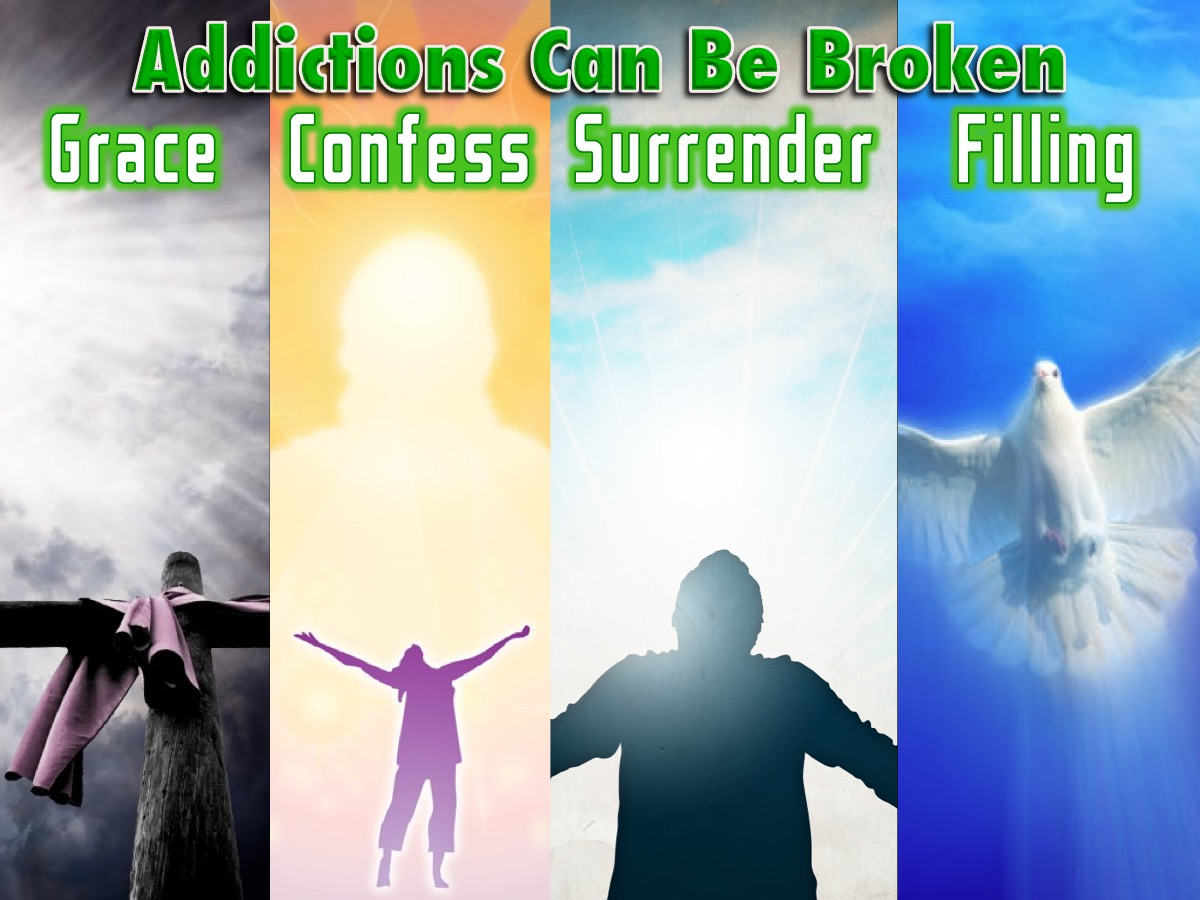 Addictions Can Be Broken
Grace Confess Surrender Filling